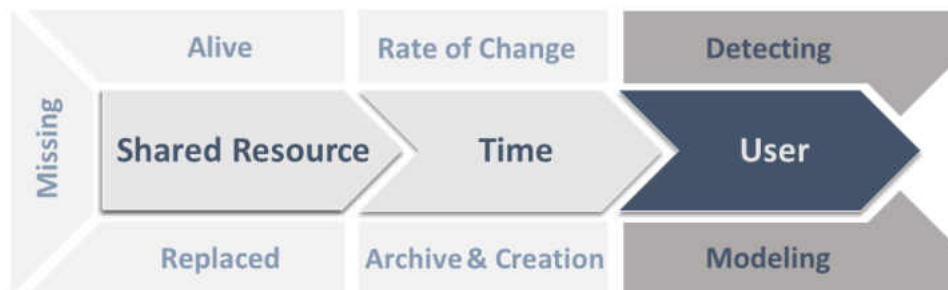 Alive
Rate of Change
Detecting
Missing
Shared Resource
Time
User
Replaced
Archive & Creation
Modeling